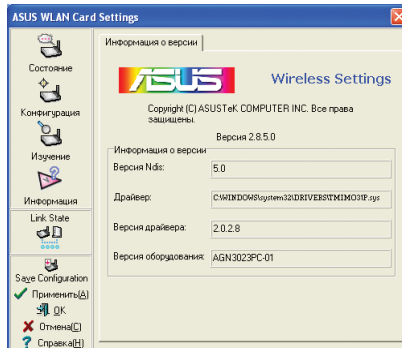 ASUS WLAN Card Settings
Состояние
Конфигурация
Изучение
Информация
Link State
Save Configuration
Применить(А)
OK
Отмена(С)
Справка(Н)
Информация о версии
ASUS
Wireless Settings
Copyright (C) ASUSTeK COMPUTER INC. Все права
защищены.
Версия 2.8.5.0
Информация о версии
Версия Ndis: 5.0
Драйвер: C:\WINDOWS\system32\DRIVERS\TMIMO31P.sys
Версия драйвера: 2.0.2.8
Версия оборудования: AGN3023PC-01